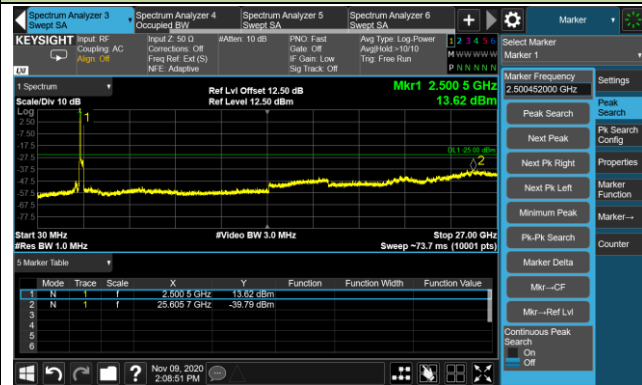 Spectrum Analyzer 3
Swept SA
Spectrum Analyzer 4
Occupied BW
Spectrum Analyzer 5
Swept SA
Spectrum Analyzer 6
Swept SA
+
Marker
KEYSIGHT
Input: RF
Coupling: AC
Align: Off
Input Z: 50 Ω
Corrections: Off
Freq Ref: Ext (S)
NFE: Adaptive
#Atten: 10 dB
PNO: Fast
Gate: Off
IF Gain: Low
Sig Track: Off
Avg Type: Log-Power
Avg|Hold:>10/10
Trig: Free Run
1 2 3 4 5 6
M W W W W W
P N N N N N
LXI
Select Marker
Marker 1
Marker Frequency
2.500452000 GHz
Peak Search
Next Peak
Next Pk Right
Next Pk Left
Minimum Peak
Pk-Pk Search
Marker Delta
Mkr→CF
Mkr→Ref Lvl
Continuous Peak
Search
On
Off
Settings
Peak
Search
Pk Search
Config
Properties
Marker
Function
Marker→
Counter
1 Spectrum
Scale/Div 10 dB
Ref Lvl Offset 12.50 dB
Ref Level 12.50 dBm
Mkr1 2.500 5 GHz
13.62 dBm
Log
2.50
-7.50
-17.5
-27.5
-37.5
-47.5
-57.5
-67.5
-77.5
1
DL1 -25.00 dBm
2
Start 30 MHz
#Res BW 1.0 MHz
#Video BW 3.0 MHz
Stop 27.00 GHz
Sweep ~73.7 ms (10001 pts)
5 Marker Table
Mode Trace Scale X Y Function Function Width Function Value
1 N 1 f 2.500 5 GHz 13.62 dBm
2 N 1 f 25.605 7 GHz -39.79 dBm
3
4
5
6
?
Nov 09, 2020
2:08:51 PM